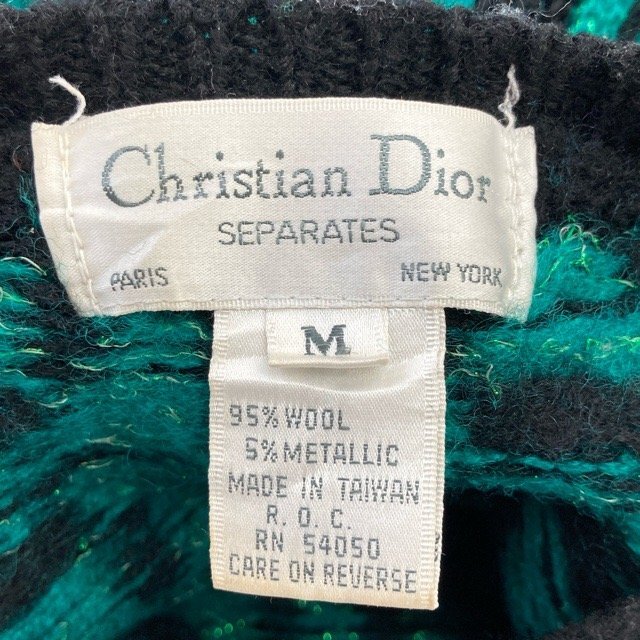 Christian Dior
SEPARATES
PARIS NEW YORK
M
95% WOOL
5% METALLIC
MADE IN TAIWAN
R. O. C.
RN 54050
CARE ON REVERSE